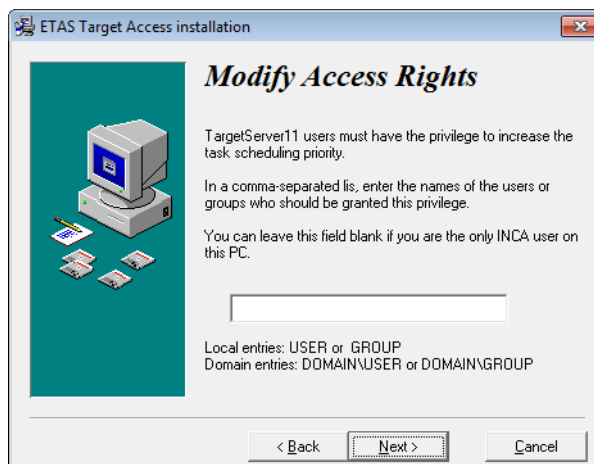 ETAS Target Access installation
Modify Access Rights
TargetServer11 users must have the privilege to increase the
task scheduling priority.
In a comma-separated lis, enter the names of the users or
groups who should be granted this privilege.
You can leave this field blank if you are the only INCA user on
this PC.
Local entries: USER or  GROUP
Domain entries: DOMAIN\USER or DOMAIN\GROUP
< Back
Next >
Cancel